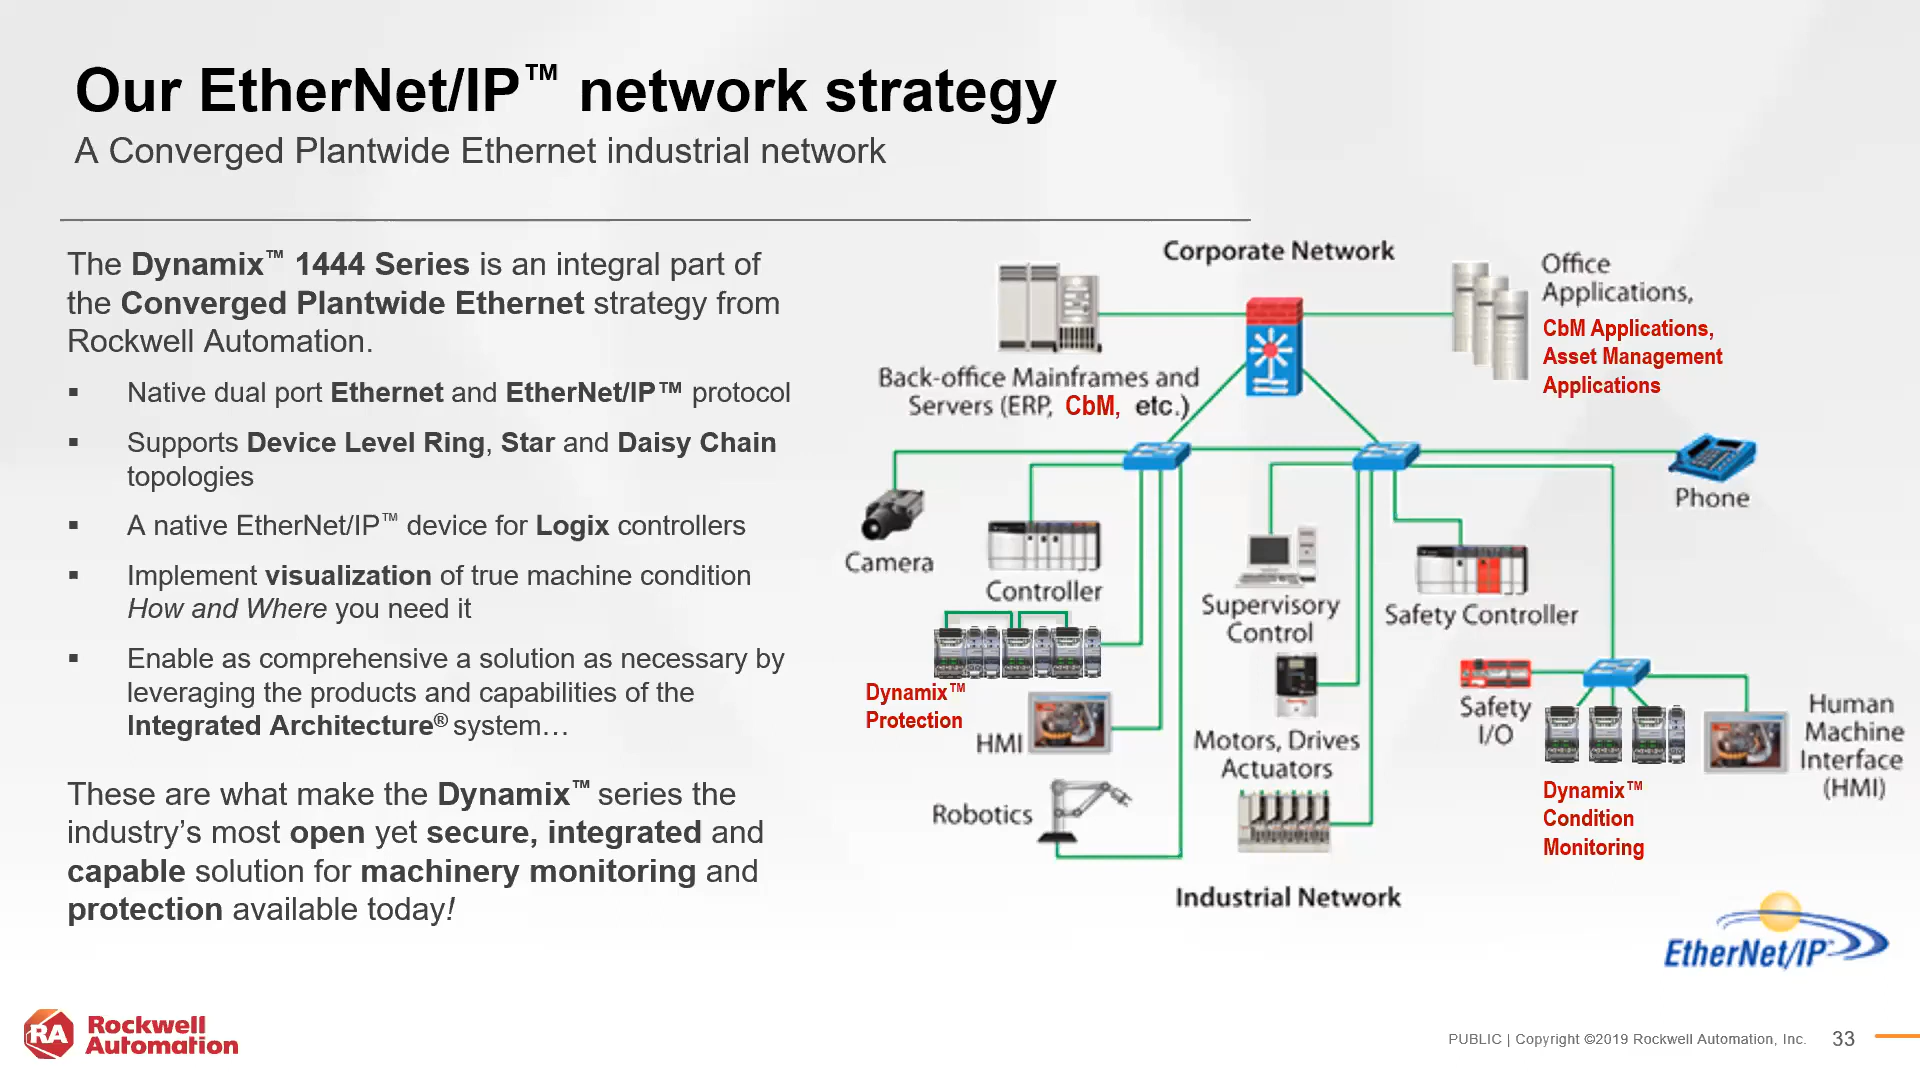 Our EtherNet/IP™ network strategy
A Converged Plantwide Ethernet industrial network
The Dynamix™ 1444 Series is an integral part of
the Converged Plantwide Ethernet strategy from
Rockwell Automation.
▪ Native dual port Ethernet and EtherNet/IP™ protocol
▪ Supports Device Level Ring, Star and Daisy Chain
topologies
▪ A native EtherNet/IP™ device for Logix controllers
▪ Implement visualization of true machine condition
How and Where you need it
▪ Enable as comprehensive a solution as necessary by
leveraging the products and capabilities of the
Integrated Architecture® system…
These are what make the Dynamix™ series the
industry’s most open yet secure, integrated and
capable solution for machinery monitoring and
protection available today!
Corporate Network
Back-office Mainframes and
Servers (ERP, CbM, etc.)
Office
Applications,
CbM Applications,
Asset Management
Applications
Camera
Controller
Supervisory
Control
Safety Controller
Phone
Dynamix™
Protection
HMI
Robotics
Motors, Drives
Actuators
Safety
I/O
Dynamix™
Condition
Monitoring
Human
Machine
Interface
(HMI)
Industrial Network
EtherNet/IP™
RA
Rockwell
Automation
PUBLIC | Copyright ©2019 Rockwell Automation, Inc. 33